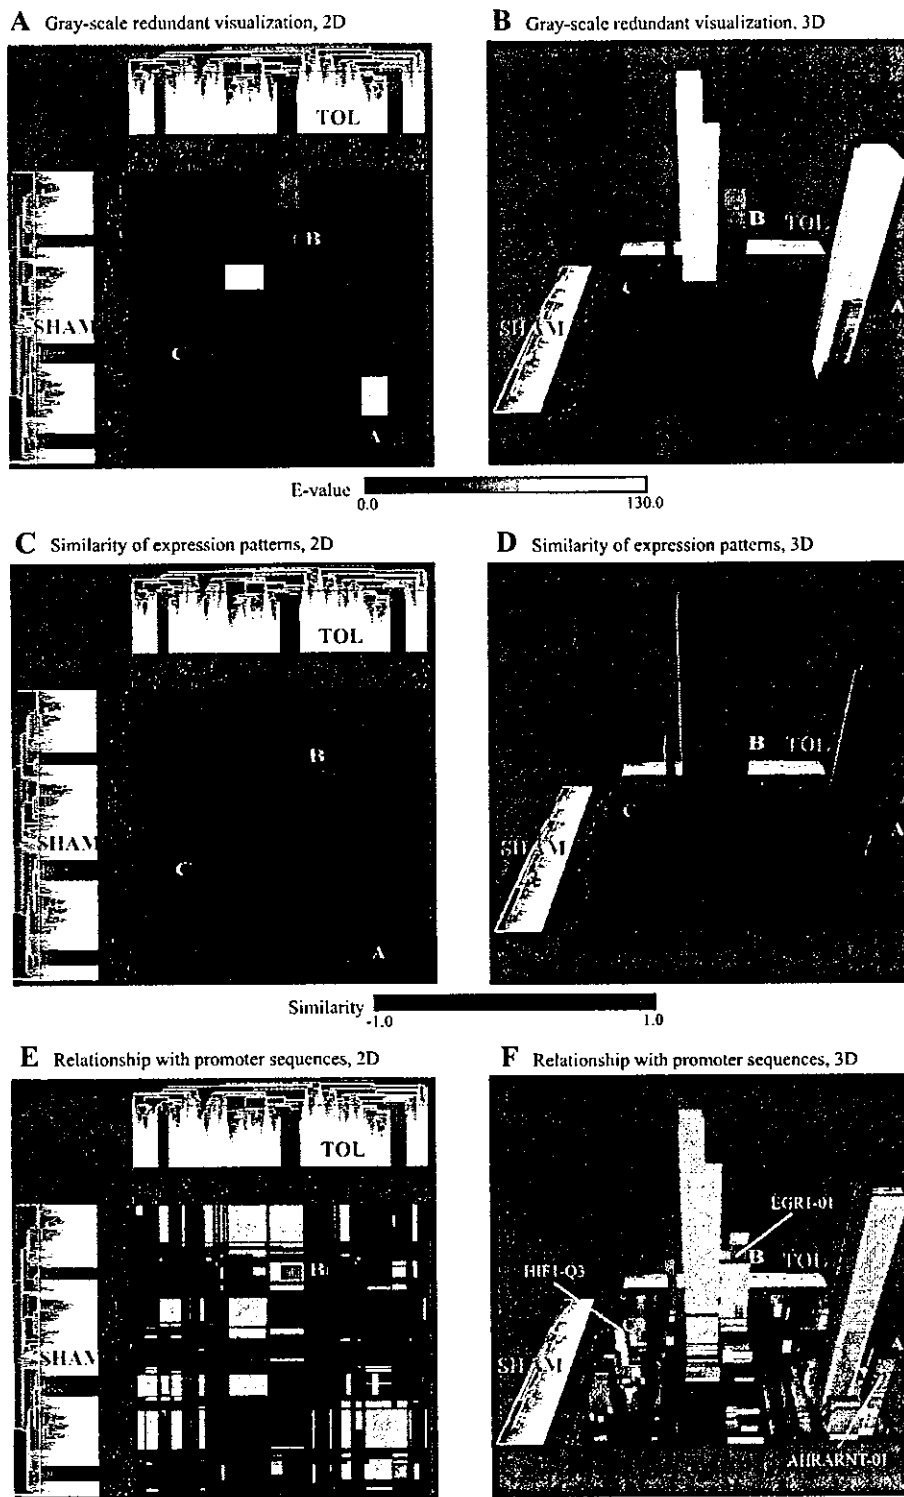 A Gray-scale redundant visualization, 2D
TOL
SHAM
B
C
A
B Gray-scale redundant visualization, 3D
B TOL
C
SHAM
A
E-value
0.0
130.0
C Similarity of expression patterns, 2D
TOL
B
SHAM
C
A
D Similarity of expression patterns, 3D
B TOL
C
SHAM
A
Similarity
-1.0
1.0
E Relationship with promoter sequences, 2D
TOL
B
SHAM
F Relationship with promoter sequences, 3D
EGR1-01
B TOL
HIF1-Q3
C
SHAM
A
AHRARNT-01